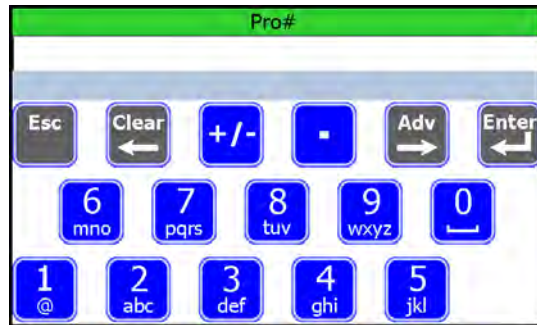 Pro#
Esc Clear +/- . Adv Enter
6 7 8 9 0
mno pqrs tuv wxyz
1 2 3 4 5
@ abc def ghi jkl